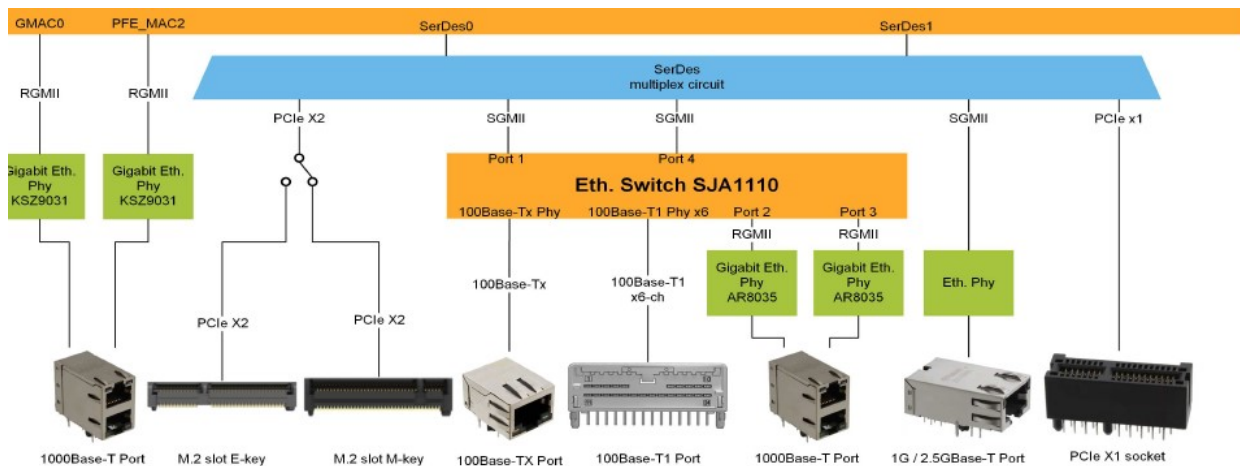 GMAC0 PFE_MAC2 SerDes0 SerDes1
SerDes
multiplex circuit
RGMII RGMII
PCIe X2 SGMII SGMII SGMII PCIe x1
Port 1 Port 4
Gigabit Eth.
Phy
KSZ9031
Gigabit Eth.
Phy
KSZ9031
Eth. Switch SJA1110
100Base-Tx Phy 100Base-T1 Phy x6 Port 2 Port 3
RGMII RGMII
100Base-Tx
100Base-T1
x6-ch
Gigabit Eth.
Phy
AR8035
Gigabit Eth.
Phy
AR8035
Eth. Phy
PCIe X2 PCIe X2
1000Base-T Port M.2 slot E-key M.2 slot M-key 100Base-TX Port 100Base-T1 Port 1000Base-T Port 1G / 2.5GBase-T Port PCIe X1 socket